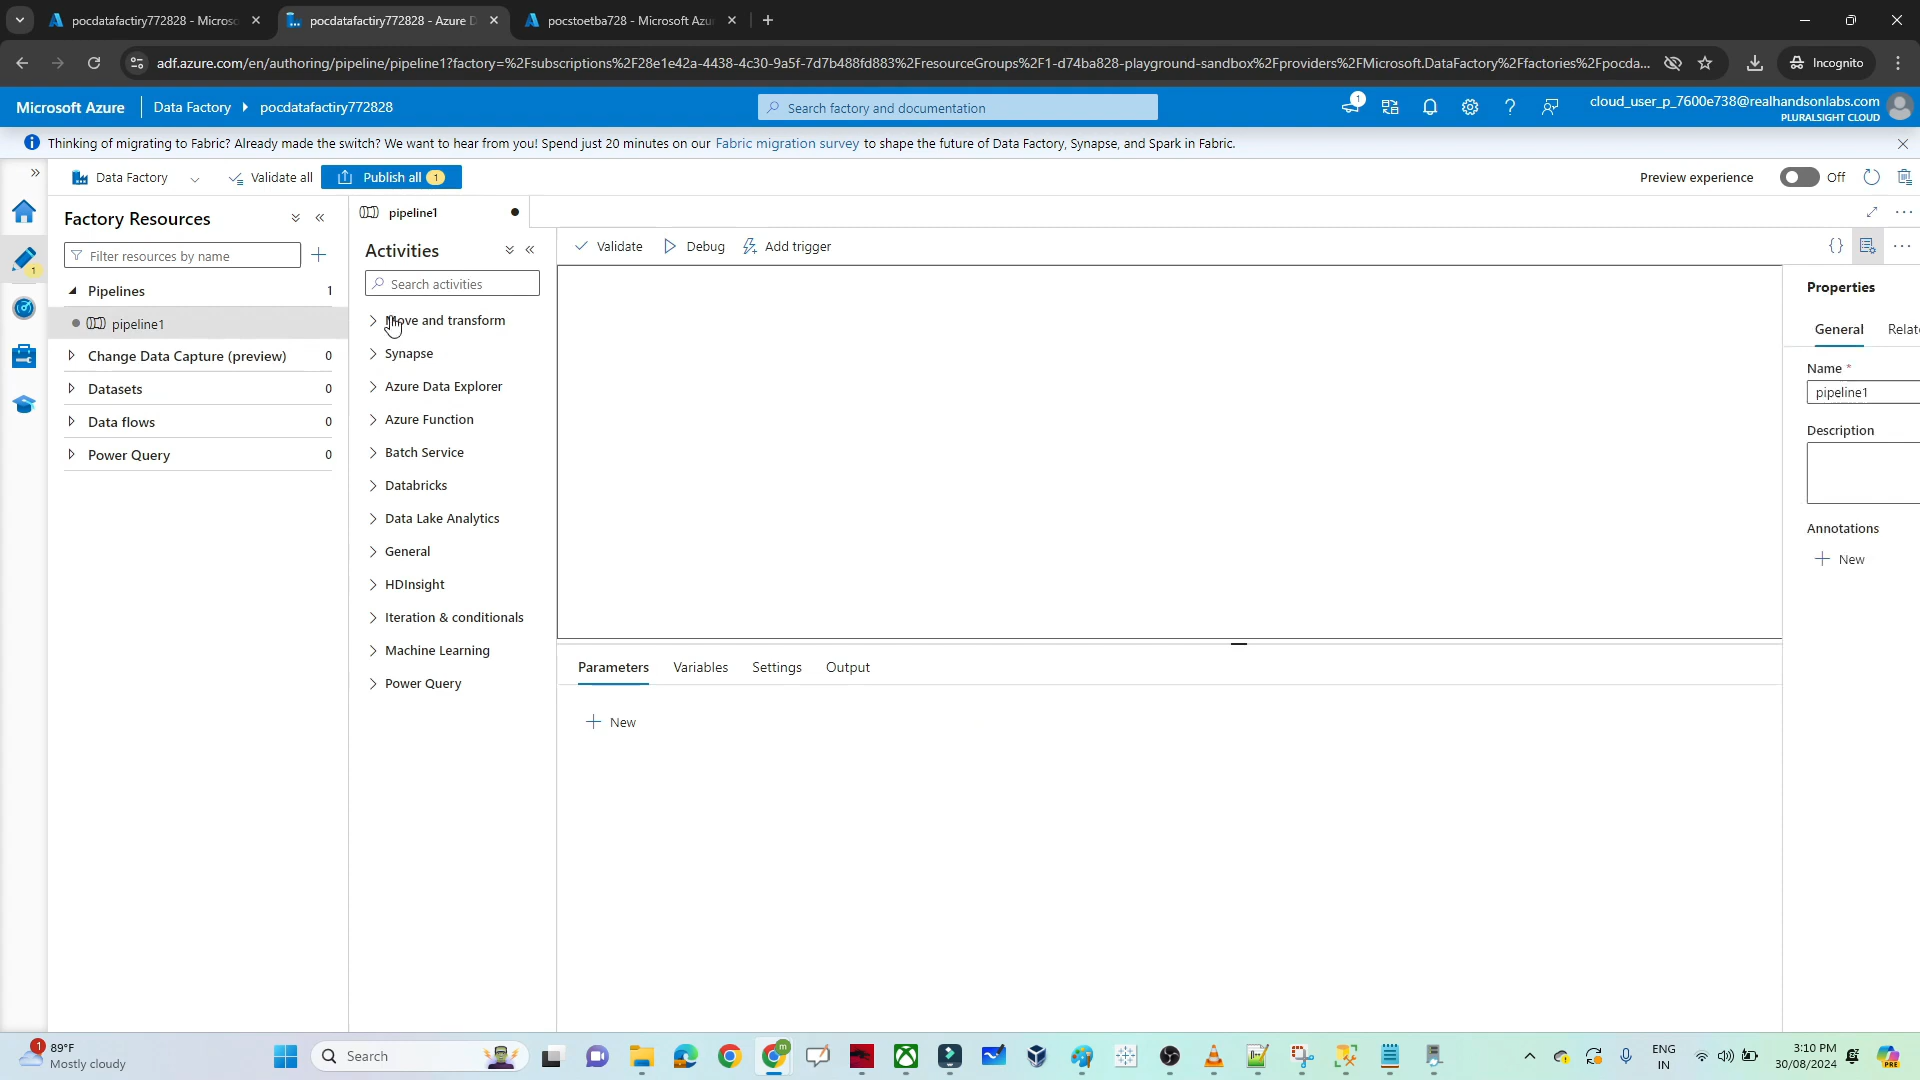 pocdatafactiry772828 - Microso
pocdatafactiry772828 - Azure D
pocstoetba728 - Microsoft Azu
adf.azure.com/en/authoring/pipeline/pipeline1?factory=%2Fsubscriptions%2F28e1e42a-4438-4c30-9a5f-7d7b488fd883%2FresourceGroups%2F1-d74ba828-playground-sandbox%2Fproviders%2FMicrosoft.DataFactory%2Ffactories%2Fpocda...
Incognito
Microsoft Azure
Data Factory
pocdatafactiry772828
Search factory and documentation
1
cloud_user_p_7600e738@realhandsonlabs.com
PLURALSIGHT CLOUD
Thinking of migrating to Fabric? Already made the switch? We want to hear from you! Spend just 20 minutes on our Fabric migration survey to shape the future of Data Factory, Synapse, and Spark in Fabric.
Data Factory
Validate all
Publish all 1
Preview experience
Off
Factory Resources
Filter resources by name
1
Pipelines 1
pipeline1
Change Data Capture (preview) 0
Datasets 0
Data flows 0
Power Query 0
pipeline1
Activities
Search activities
Move and transform
Synapse
Azure Data Explorer
Azure Function
Batch Service
Databricks
Data Lake Analytics
General
HDInsight
Iteration & conditionals
Machine Learning
Power Query
Validate
Debug
Add trigger
{}
Parameters
Variables
Settings
Output
New
Properties
General
Relat
Name *
pipeline1
Description
Annotations
New
1
89°F
Mostly cloudy
Search
m
ENG
IN
3:10 PM
30/08/2024
PRE